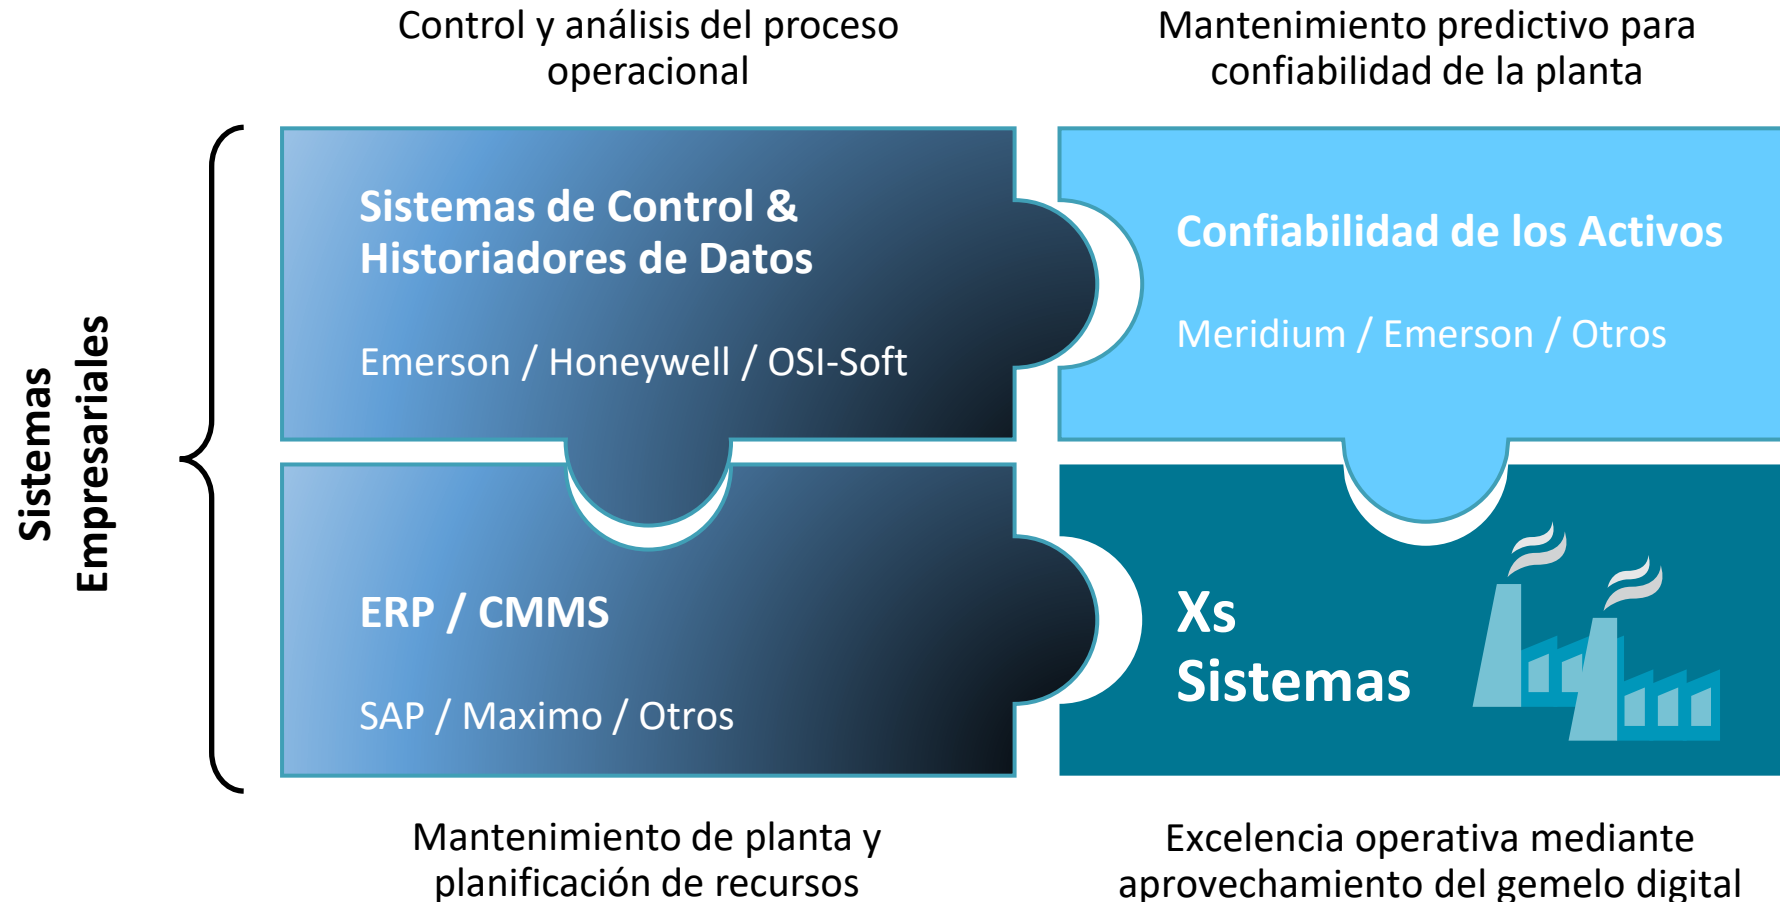 Control y análisis del proceso
operacional
Mantenimiento predictivo para
confiabilidad de la planta
Sistemas
Empresariales
Sistemas de Control &
Historiadores de Datos
Emerson / Honeywell / OSI-Soft
Confiabilidad de los Activos
Meridium / Emerson / Otros
ERP / CMMS
SAP / Maximo / Otros
Xs
Sistemas
Mantenimiento de planta y
planificación de recursos
Excelencia operativa mediante
aprovechamiento del gemelo digital